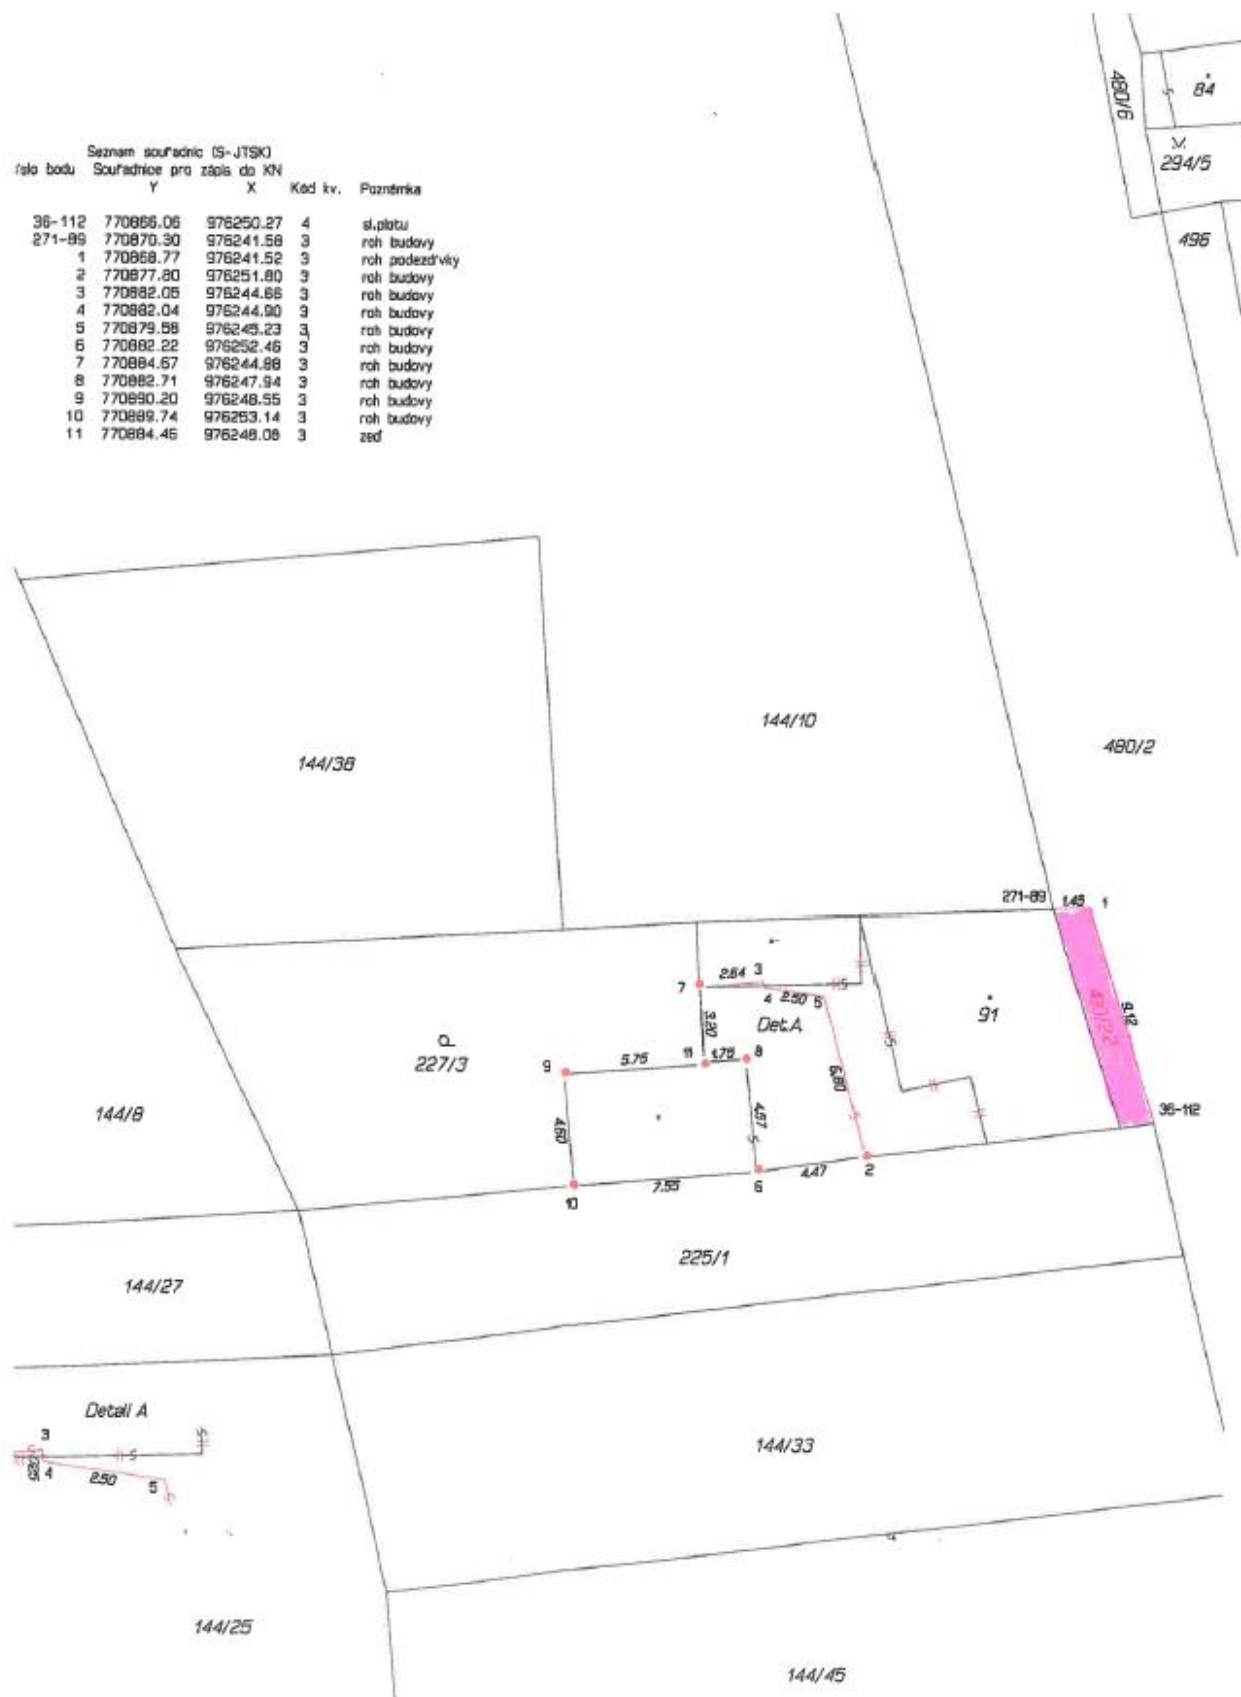 Seznam souřadnic (S-JTSK)
číslo bodu Souřadnice pro zápis do KN
Y X Kód kv. Poznámka
36-112 770866.06 976250.27 4 sl.plotu
271-89 770870.30 976241.58 3 roh budovy
1 770868.77 976241.52 3 roh podezdívky
2 770877.80 976251.80 3 roh budovy
3 770882.05 976244.66 3 roh budovy
4 770882.04 976244.90 3 roh budovy
5 770879.58 976245.23 3 roh budovy
6 770882.22 976252.46 3 roh budovy
7 770884.67 976244.88 3 roh budovy
8 770882.71 976247.94 3 roh budovy
9 770890.20 976248.55 3 roh budovy
10 770889.74 976253.14 3 roh budovy
11 770884.45 976248.08 3 zeď
480/6
84
294/5
496
144/10
480/2
144/38
271-89 1.45 1
7 2.64 3
4 2.50 5
Det.A
91
9.12
3.20
227/3
9 5.75 11 1.75 8
6.80
144/8
4.60
4.57
36-112
10 7.55 6 4.47 2
225/1
144/27
Detail A
3
4 2.50 5
144/33
144/25
144/45